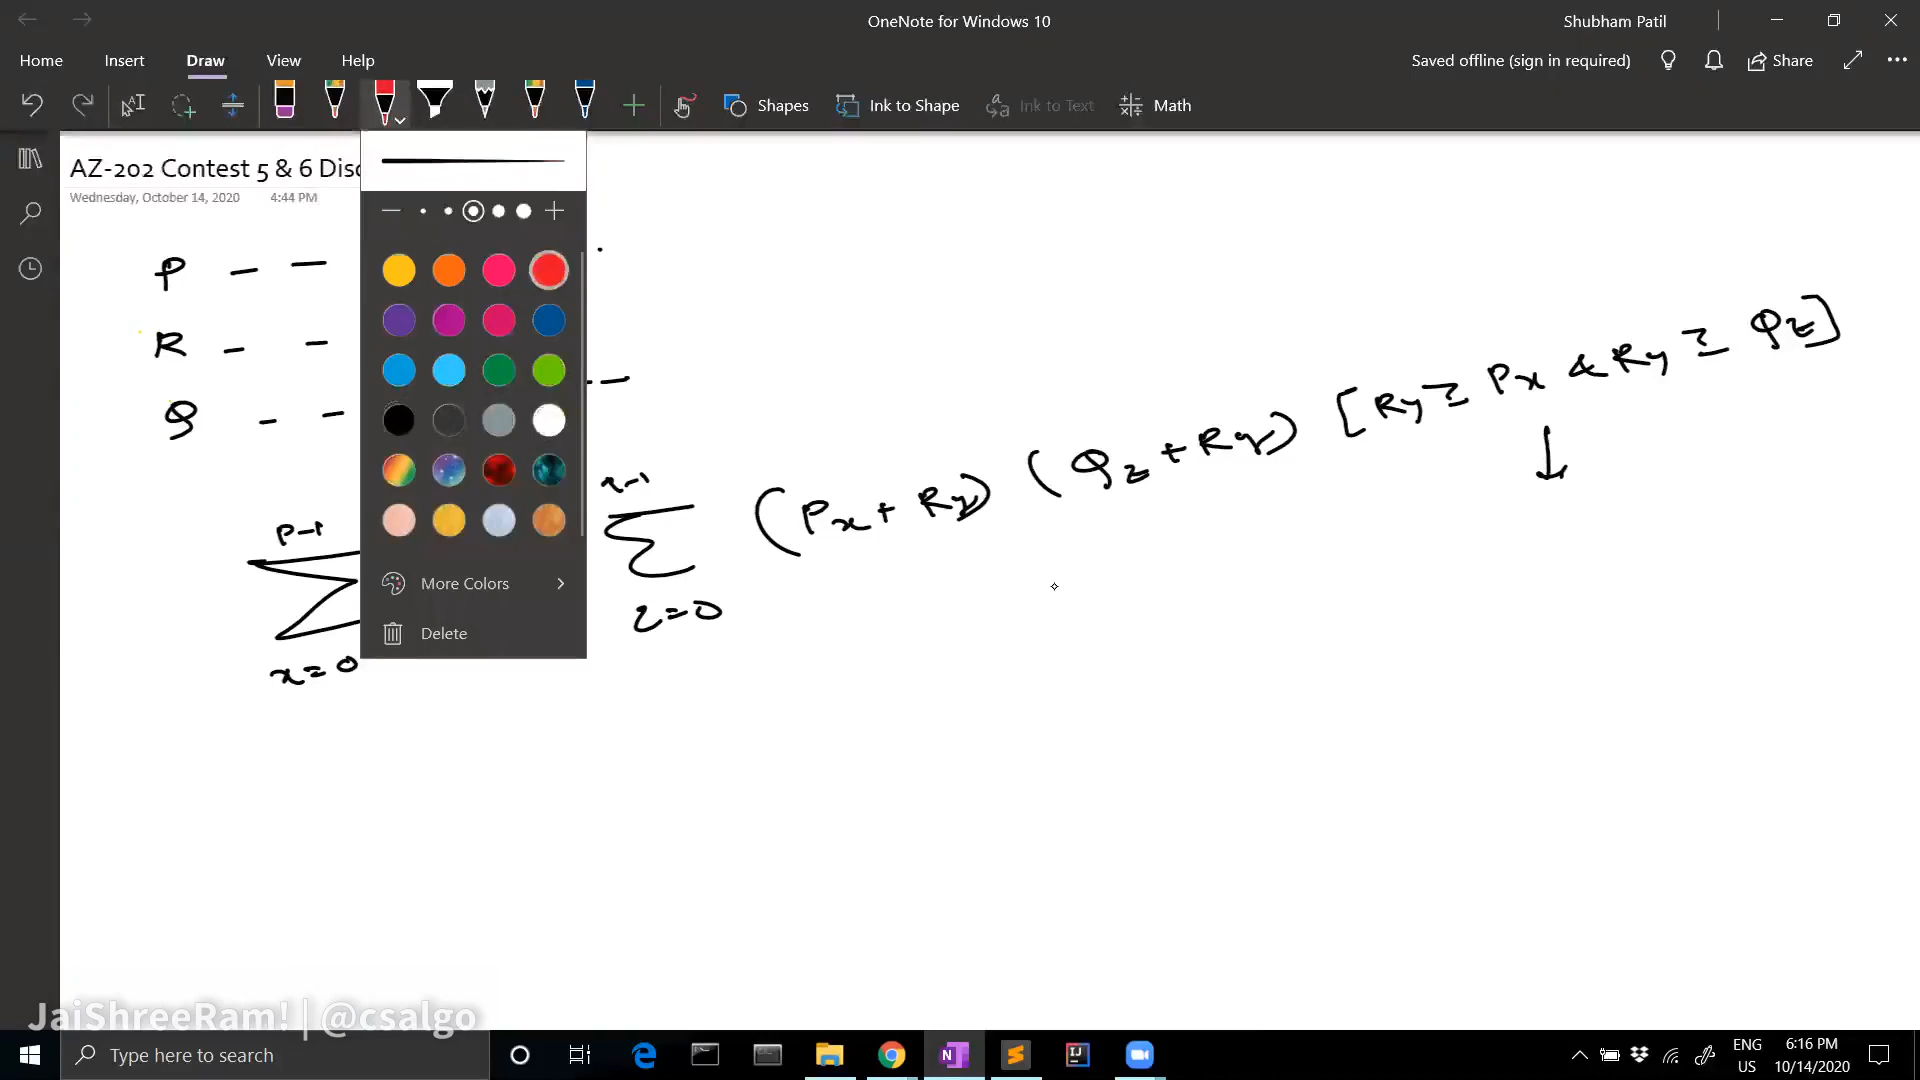 OneNote for Windows 10
Shubham Patil
Home Insert Draw View Help
Saved offline (sign in required) Share
Shapes Ink to Shape Ink to Text Math
AZ-202 Contest 5 & 6 Disc
Wednesday, October 14, 2020 4:44 PM
P - -
R - -
Q - -
--
P-1
x=0
r-1
Σ
z=0
(Px + Ry) (Qz + Ry) [Ry ≥ Px & Ry ≥ Qz]
↓
More Colors
Delete
JaiShreeRam! | @csalgo
Type here to search
ENG
US
6:16 PM
10/14/2020